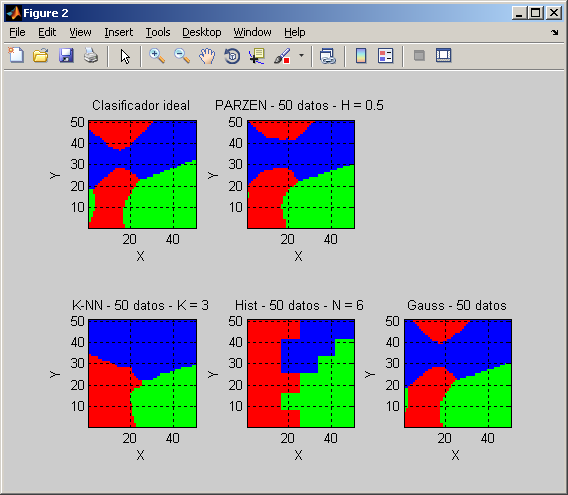 Figure 2
File Edit View Insert Tools Desktop Window Help
Clasificador ideal
50
40
30
20
10
Y
20 40
X
PARZEN - 50 datos - H = 0.5
50
40
30
20
10
Y
20 40
X
K-NN - 50 datos - K = 3
50
40
30
20
10
Y
20 40
X
Hist - 50 datos - N = 6
50
40
30
20
10
Y
20 40
X
Gauss - 50 datos
50
40
30
20
10
Y
20 40
X